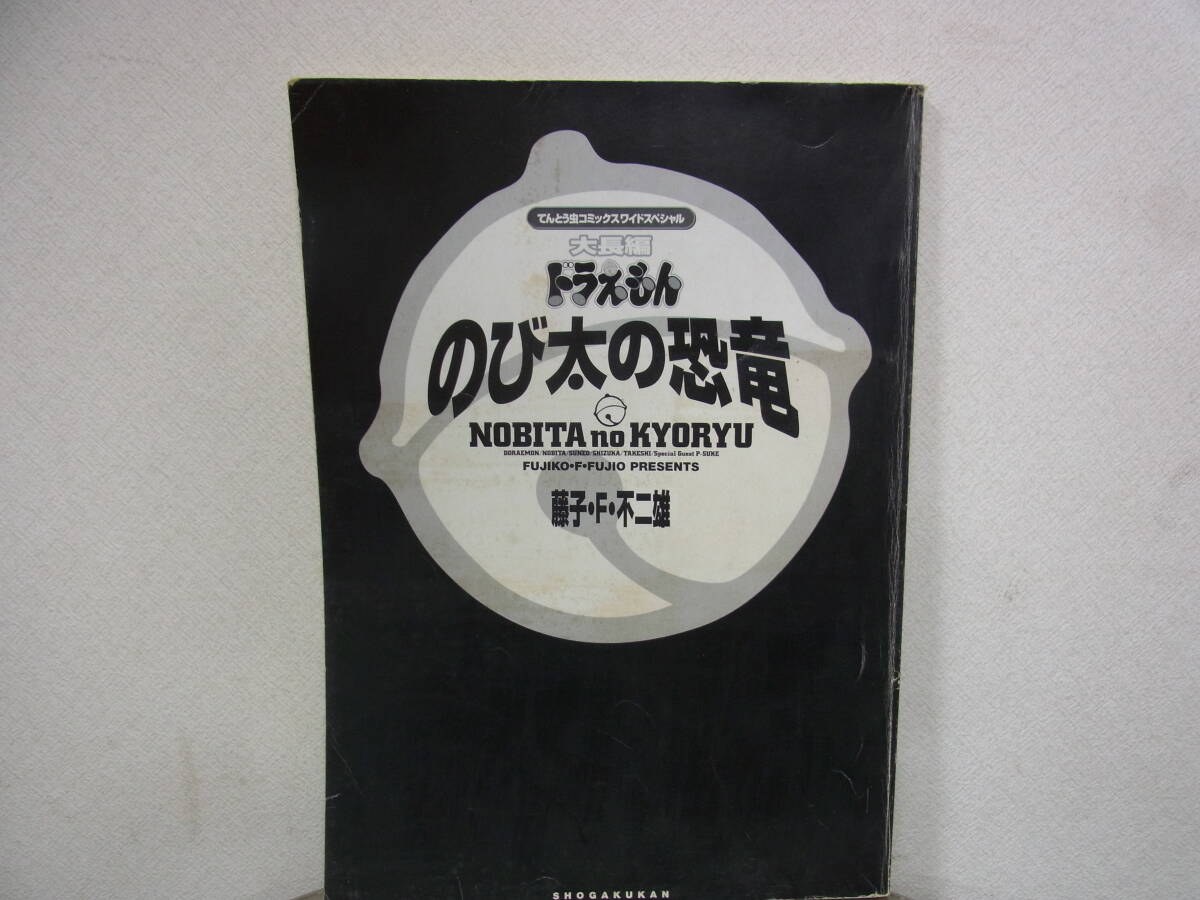 てんとう虫コミックスワイドスペシャル
大長編
ドラえもん
のび太の恐竜
NOBITA no KYORYU
DORAEMON/NOBITA/SUNEO/SHIZUKA/TAKESHI/Special Guest P-SUKE
FUJIKO•F•FUJIO PRESENTS
藤子•F•不二雄
SHOGAKUKAN